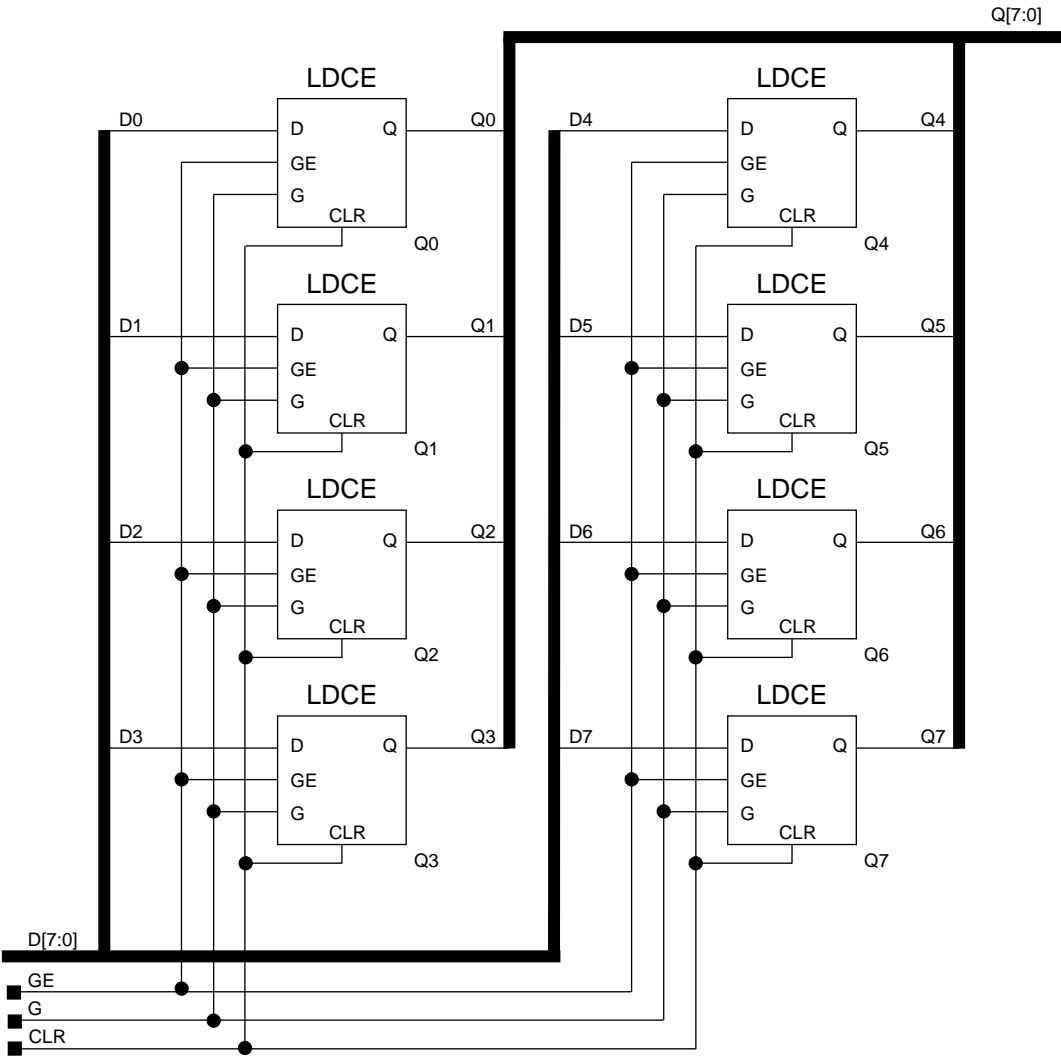 Q[7:0]
LDCE
D0
D
Q
Q0
GE
G
CLR
Q0
LDCE
D1
D
Q
Q1
GE
G
CLR
Q1
LDCE
D2
D
Q
Q2
GE
G
CLR
Q2
LDCE
D3
D
Q
Q3
GE
G
CLR
Q3
LDCE
D4
D
Q
Q4
GE
G
CLR
Q4
LDCE
D5
D
Q
Q5
GE
G
CLR
Q5
LDCE
D6
D
Q
Q6
GE
G
CLR
Q6
LDCE
D7
D
Q
Q7
GE
G
CLR
Q7
D[7:0]
GE
G
CLR